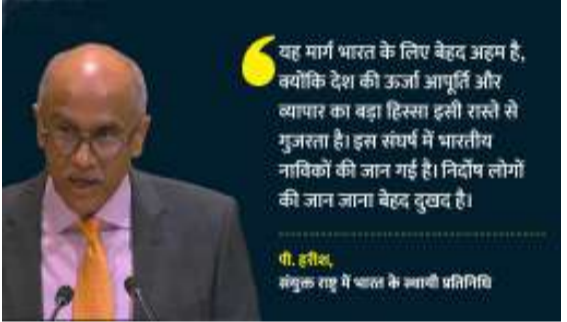 यह मार्ग भारत के लिए बेहद अहम है,
क्योंकि देश की ऊर्जा आपूर्ति और
व्यापार का बड़ा हिस्सा इसी रास्ते से
गुजरता है। इस संघर्ष में भारतीय
नाविकों की जान गई है। निर्दोष लोगों
की जान जाना बेहद दुखद है।
पी. हरीश,
संयुक्त राष्ट्र में भारत के स्थायी प्रतिनिधि